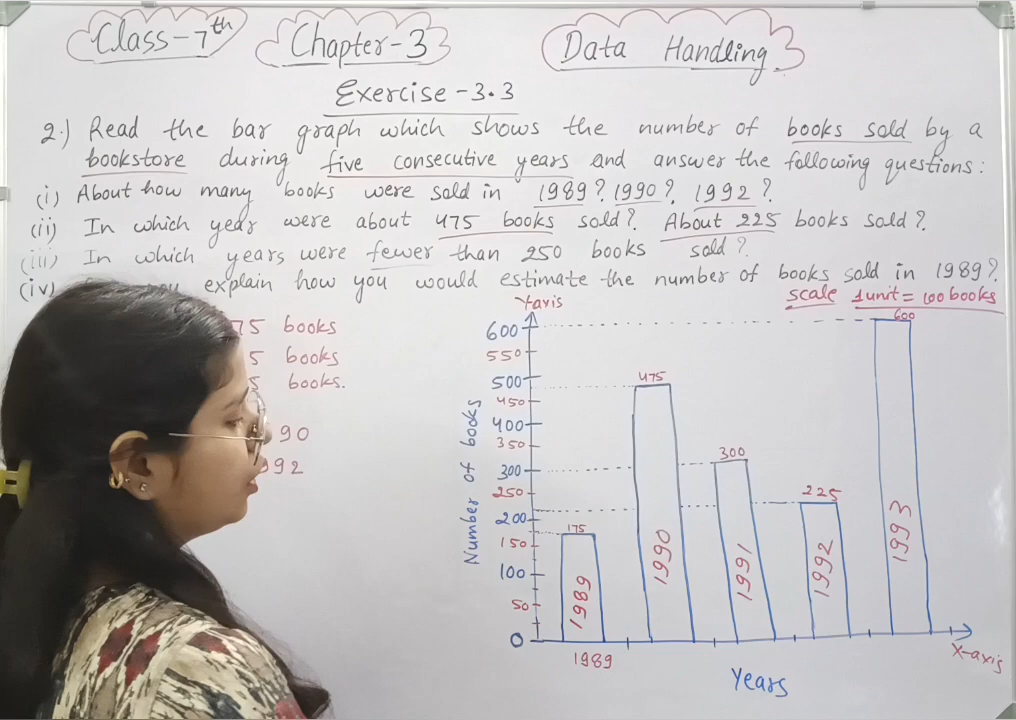 Class-7th Chapter-3 Data Handling
Exercise-3.3
2.) Read the bar graph which shows the number of books sold by a
bookstore during five consecutive years and answer the following questions:
(i) About how many books were sold in 1989? 1990? 1992?
(ii) In which year were about 475 books sold? About 225 books sold?
(iii) In which years were fewer than 250 books sold?
(iv) explain how you would estimate the number of books sold in 1989?
scale 1unit = 100 books
75 books
5 books
5 books.
90
92
Y-axis
600
550
500
450
400
350
300
250
200
150
100
50
0
Number of books
175
475
300
225
600
1989
1990
1991
1992
1993
1989
X-axis
Years